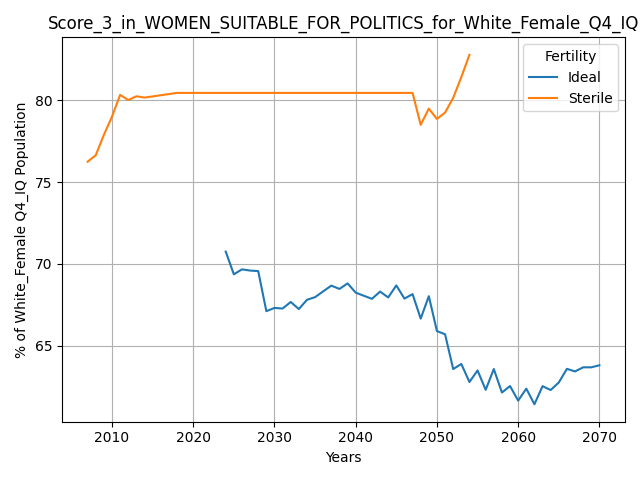 Score_3_in_WOMEN_SUITABLE_FOR_POLITICS_for_White_Female_Q4_IQ
% of White_Female Q4_IQ Population
80
75
70
65
Fertility
Ideal
Sterile
2010 2020 2030 2040 2050 2060 2070
Years